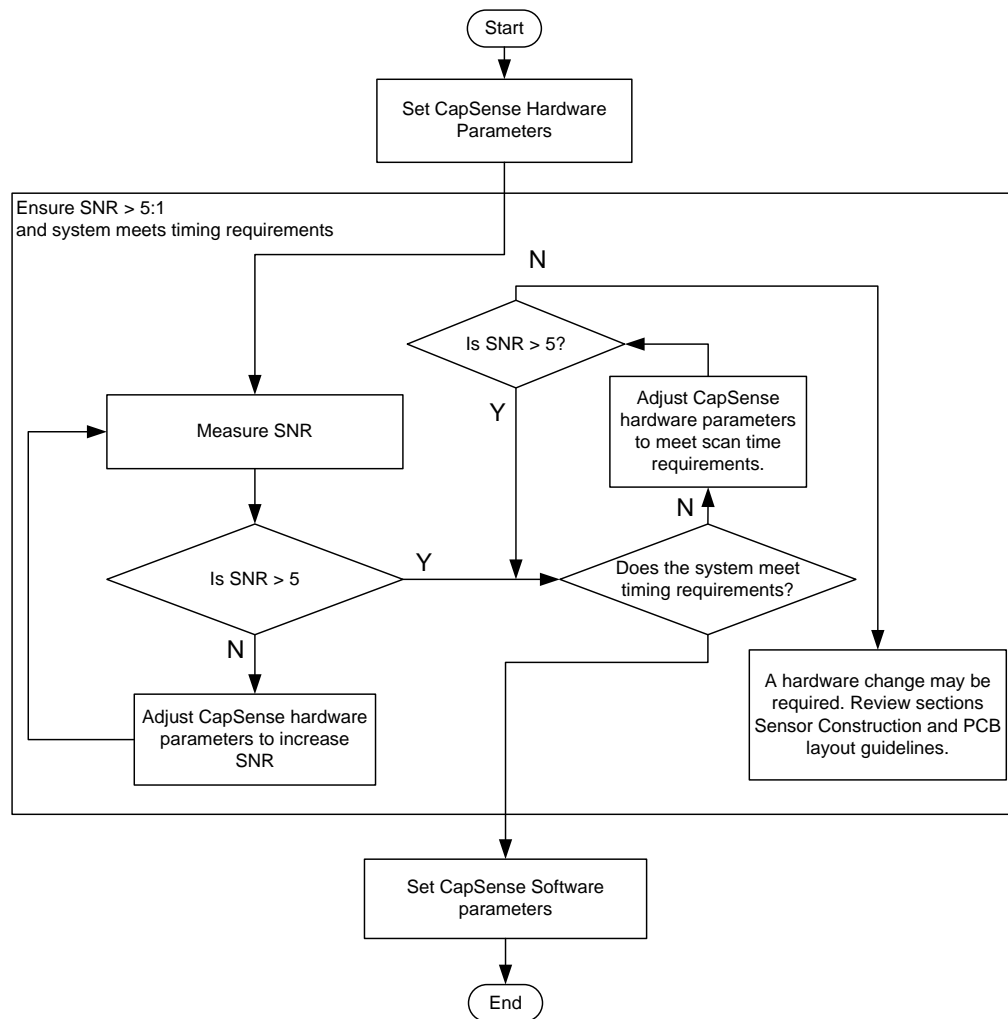 Start
Set CapSense Hardware
Parameters
Ensure SNR > 5:1
and system meets timing requirements
N
Is SNR > 5?
Y
Adjust CapSense
hardware parameters
to meet scan time
requirements.
Measure SNR
N
Is SNR > 5
Y
Does the system meet
timing requirements?
N
Adjust CapSense hardware
parameters to increase
SNR
A hardware change may be
required. Review sections
Sensor Construction and PCB
layout guidelines.
Set CapSense Software
parameters
End